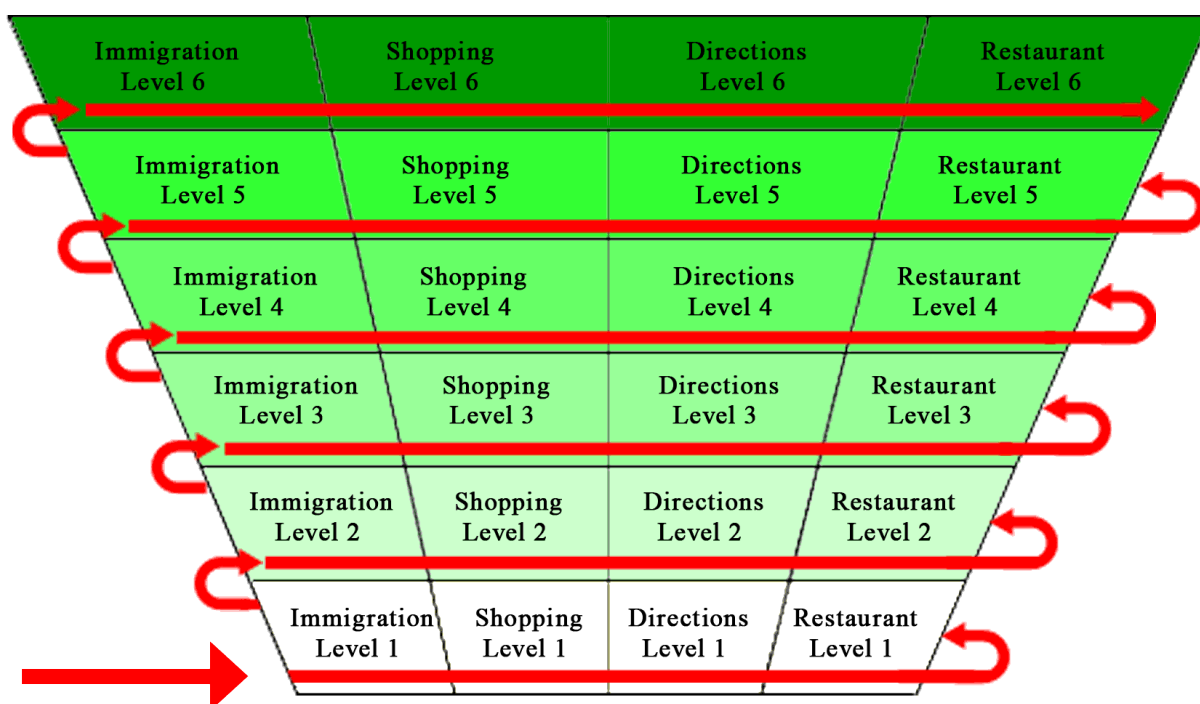 Immigration
Level 6
Shopping
Level 6
Directions
Level 6
Restaurant
Level 6
Immigration
Level 5
Shopping
Level 5
Directions
Level 5
Restaurant
Level 5
Immigration
Level 4
Shopping
Level 4
Directions
Level 4
Restaurant
Level 4
Immigration
Level 3
Shopping
Level 3
Directions
Level 3
Restaurant
Level 3
Immigration
Level 2
Shopping
Level 2
Directions
Level 2
Restaurant
Level 2
Immigration
Level 1
Shopping
Level 1
Directions
Level 1
Restaurant
Level 1